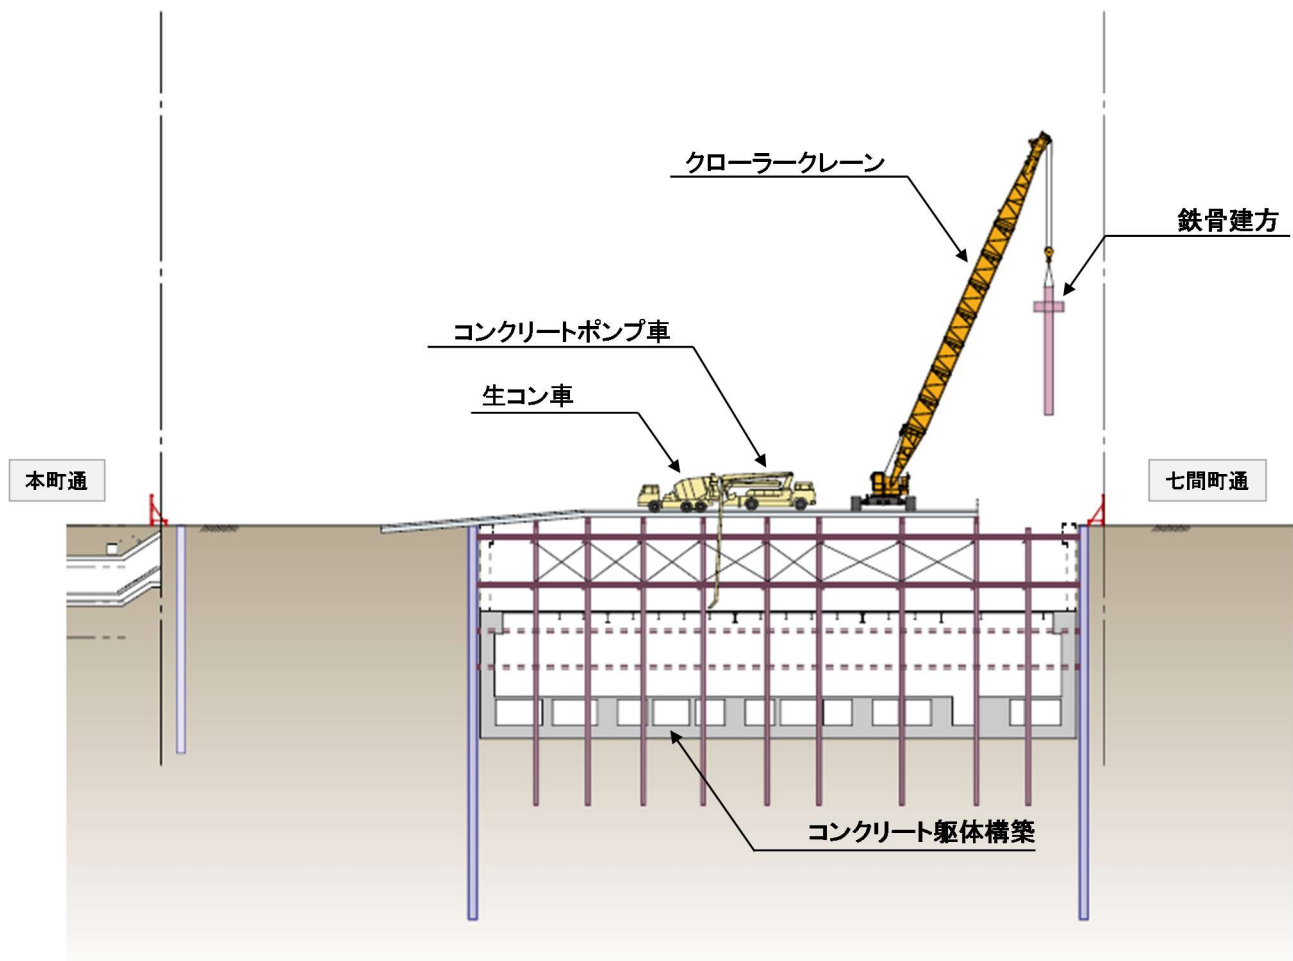 クローラークレーン
鉄骨建方
コンクリートポンプ車
生コン車
本町通
七間町通
コンクリート躯体構築